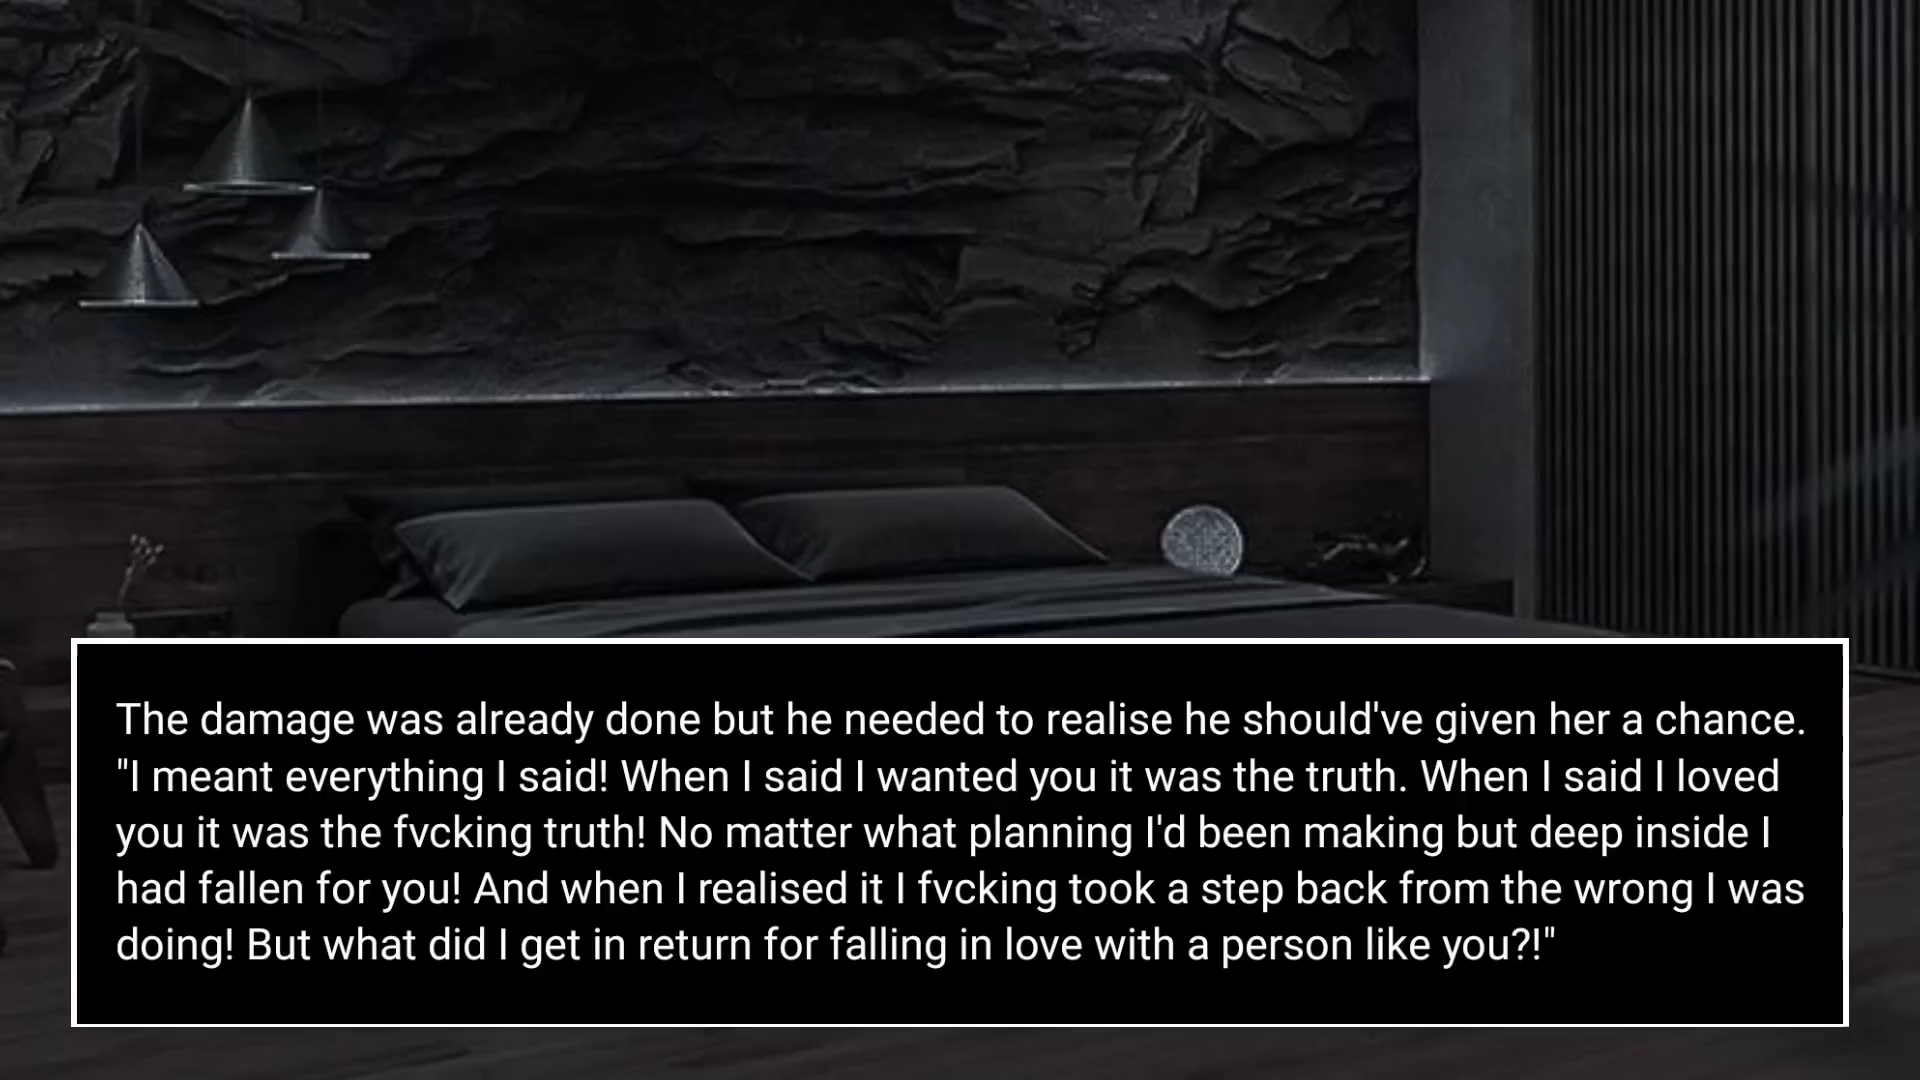 The damage was already done but he needed to realise he should've given her a chance.
"I meant everything I said! When I said I wanted you it was the truth. When I said I loved
you it was the fvcking truth! No matter what planning I'd been making but deep inside I
had fallen for you! And when I realised it I fvcking took a step back from the wrong I was
doing! But what did I get in return for falling in love with a person like you?!"